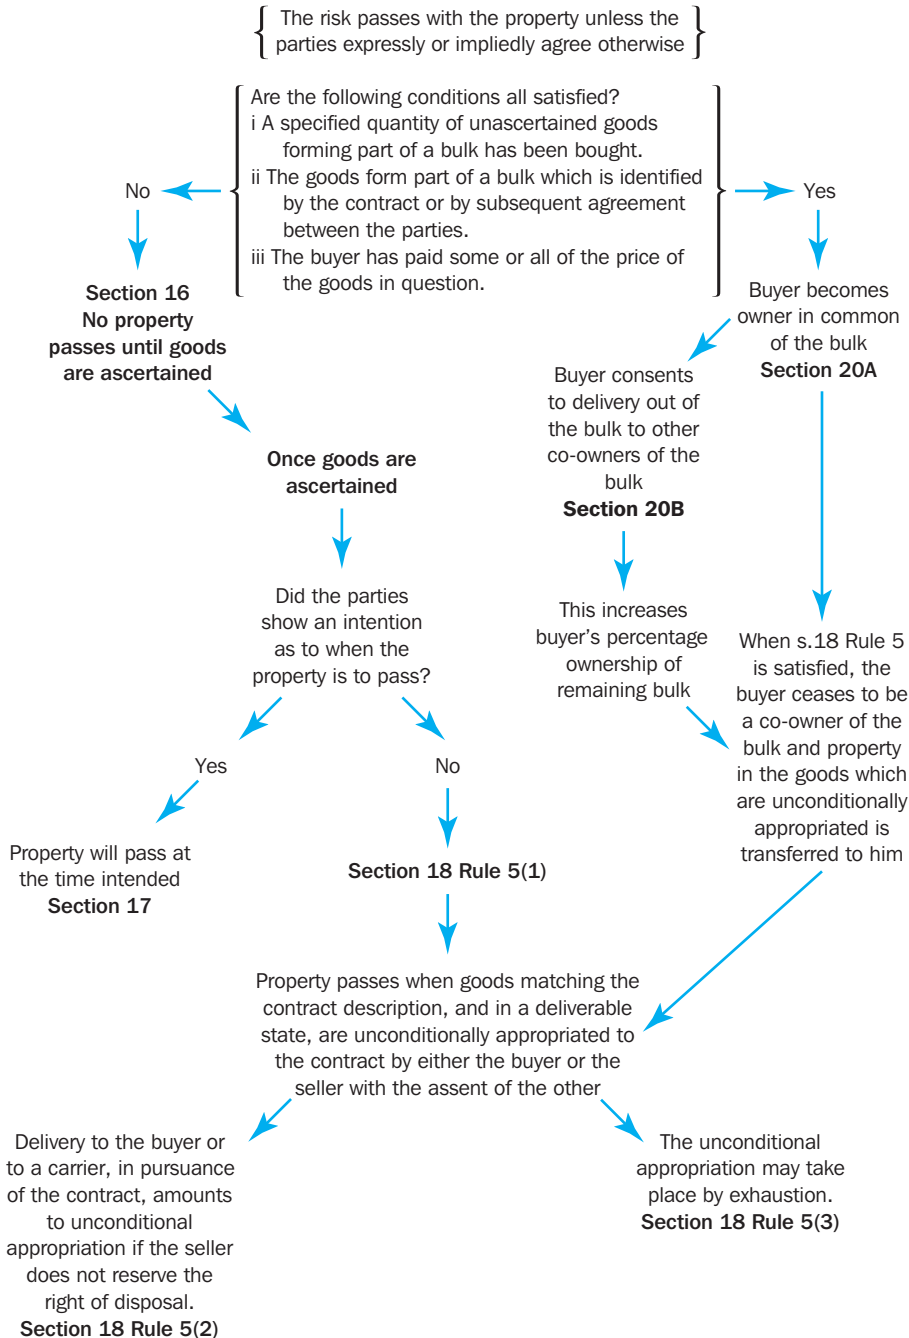 The risk passes with the property unless the
parties expressly or impliedly agree otherwise
Are the following conditions all satisfied?
i A specified quantity of unascertained goods
forming part of a bulk has been bought.
ii The goods form part of a bulk which is identified
by the contract or by subsequent agreement
between the parties.
iii The buyer has paid some or all of the price of
the goods in question.
No
Yes
Section 16
No property
passes until goods
are ascertained
Buyer becomes
owner in common
of the bulk
Section 20A
Buyer consents
to delivery out of
the bulk to other
co-owners of the
bulk
Section 20B
Once goods are
ascertained
Did the parties
show an intention
as to when the
property is to pass?
This increases
buyer's percentage
ownership of
remaining bulk
When s.18 Rule 5
is satisfied, the
buyer ceases to be
a co-owner of the
bulk and property
in the goods which
are unconditionally
appropriated is
transferred to him
Yes
No
Property will pass at
the time intended
Section 17
Section 18 Rule 5(1)
Property passes when goods matching the
contract description, and in a deliverable
state, are unconditionally appropriated to
the contract by either the buyer or the
seller with the assent of the other
Delivery to the buyer or
to a carrier, in pursuance
of the contract, amounts
to unconditional
appropriation if the seller
does not reserve the
right of disposal.
Section 18 Rule 5(2)
The unconditional
appropriation may take
place by exhaustion.
Section 18 Rule 5(3)